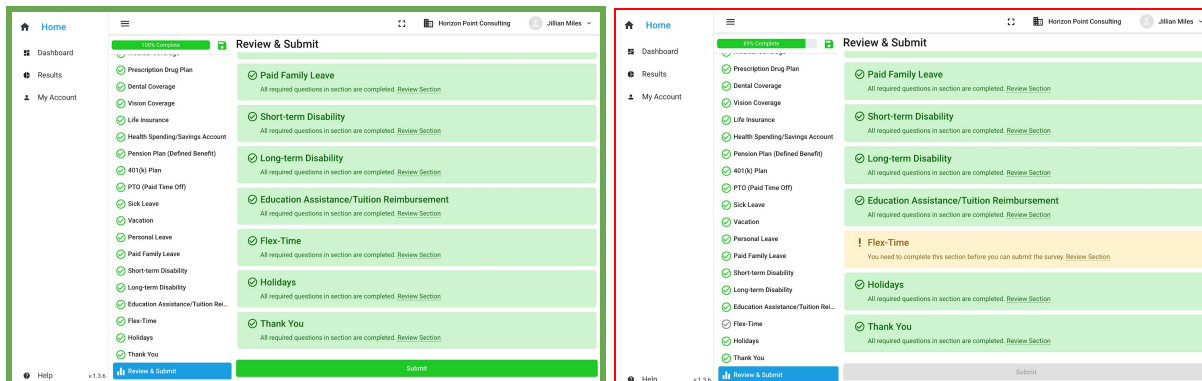 Home
Horizon Point Consulting
Jillian Miles
Dashboard
Results
My Account
Help
v.1.3.6
100% Complete
Prescription Drug Plan
Dental Coverage
Vision Coverage
Life Insurance
Health Spending/Savings Account
Pension Plan (Defined Benefit)
401(k) Plan
PTO (Paid Time Off)
Sick Leave
Vacation
Personal Leave
Paid Family Leave
Short-term Disability
Long-term Disability
Education Assistance/Tuition Rei...
Flex-Time
Holidays
Thank You
Review & Submit
Review & Submit
Paid Family Leave
All required questions in section are completed. Review Section
Short-term Disability
All required questions in section are completed. Review Section
Long-term Disability
All required questions in section are completed. Review Section
Education Assistance/Tuition Reimbursement
All required questions in section are completed. Review Section
Flex-Time
All required questions in section are completed. Review Section
Holidays
All required questions in section are completed. Review Section
Thank You
All required questions in section are completed. Review Section
Submit
Home
Horizon Point Consulting
Jillian Miles
Dashboard
Results
My Account
Help
v.1.3.6
89% Complete
Prescription Drug Plan
Dental Coverage
Vision Coverage
Life Insurance
Health Spending/Savings Account
Pension Plan (Defined Benefit)
401(k) Plan
PTO (Paid Time Off)
Sick Leave
Vacation
Personal Leave
Paid Family Leave
Short-term Disability
Long-term Disability
Education Assistance/Tuition Rei...
Flex-Time
Holidays
Thank You
Review & Submit
Review & Submit
Paid Family Leave
All required questions in section are completed. Review Section
Short-term Disability
All required questions in section are completed. Review Section
Long-term Disability
All required questions in section are completed. Review Section
Education Assistance/Tuition Reimbursement
All required questions in section are completed. Review Section
! Flex-Time
You need to complete this section before you can submit the survey. Review Section
Holidays
All required questions in section are completed. Review Section
Thank You
All required questions in section are completed. Review Section
Submit